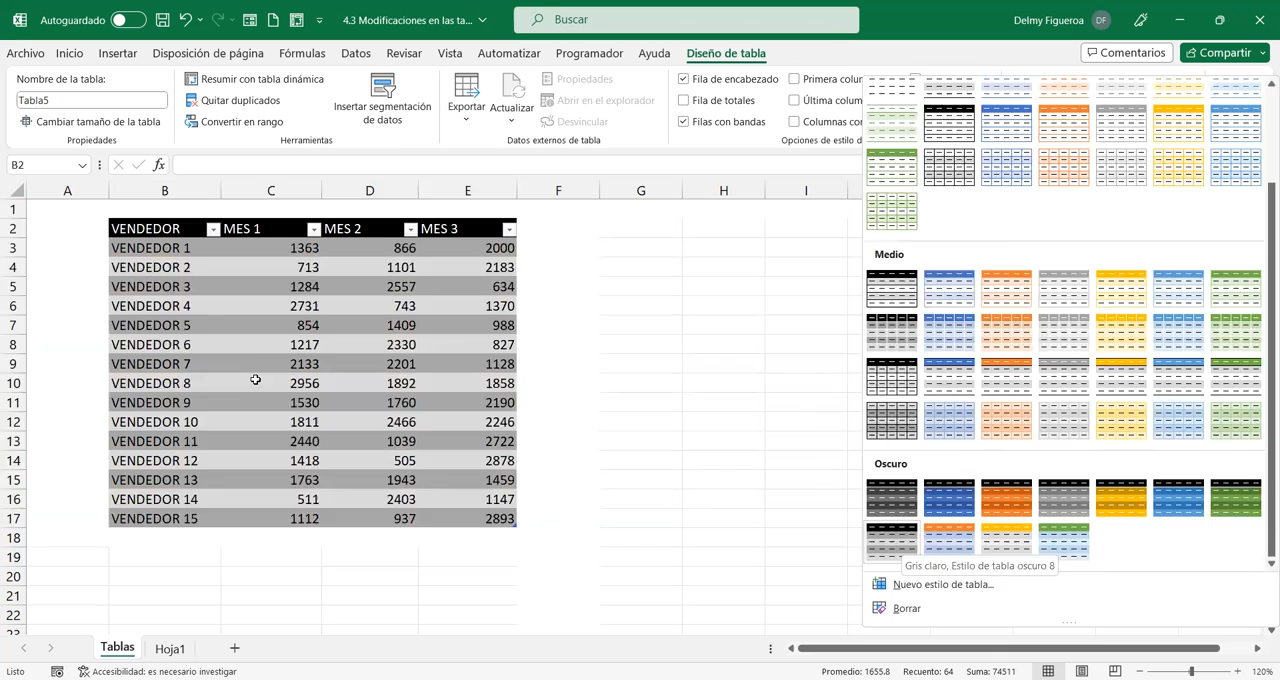 Autoguardado
4.3 Modificaciones en las ta...
Buscar
Delmy Figueroa DF
Archivo Inicio Insertar Disposición de página Fórmulas Datos Revisar Vista Automatizar Programador Ayuda Diseño de tabla Comentarios Compartir
Nombre de la tabla:
Tabla5
Cambiar tamaño de la tabla
Propiedades
Resumir con tabla dinámica
Quitar duplicados
Convertir en rango
Herramientas
Insertar segmentación
de datos
Exportar
Actualizar
Propiedades
Abrir en el explorador
Desvincular
Datos externos de tabla
Fila de encabezado
Fila de totales
Filas con bandas
Primera colum
Última colum
Columnas con
Opciones de estilo d
B2
fx
A B C D E F G H I
1
2 VENDEDOR MES 1 MES 2 MES 3
3 VENDEDOR 1 1363 866 2000
4 VENDEDOR 2 713 1101 2183
5 VENDEDOR 3 1284 2557 634
6 VENDEDOR 4 2731 743 1370
7 VENDEDOR 5 854 1409 988
8 VENDEDOR 6 1217 2330 827
9 VENDEDOR 7 2133 2201 1128
10 VENDEDOR 8 2556 1892 1858
11 VENDEDOR 9 1530 1760 2190
12 VENDEDOR 10 1811 2466 2246
13 VENDEDOR 11 2440 1039 2722
14 VENDEDOR 12 1418 505 2878
15 VENDEDOR 13 1763 1943 1459
16 VENDEDOR 14 511 2403 1147
17 VENDEDOR 15 1112 937 2893
18
19
20
21
22
23
Medio
Oscuro
Gris claro, Estilo de tabla oscuro 8
Nuevo estilo de tabla...
Borrar
Tablas Hoja1
Listo
Accesibilidad: es necesario investigar
Promedio: 1655.8 Recuento: 64 Suma: 74511
120%